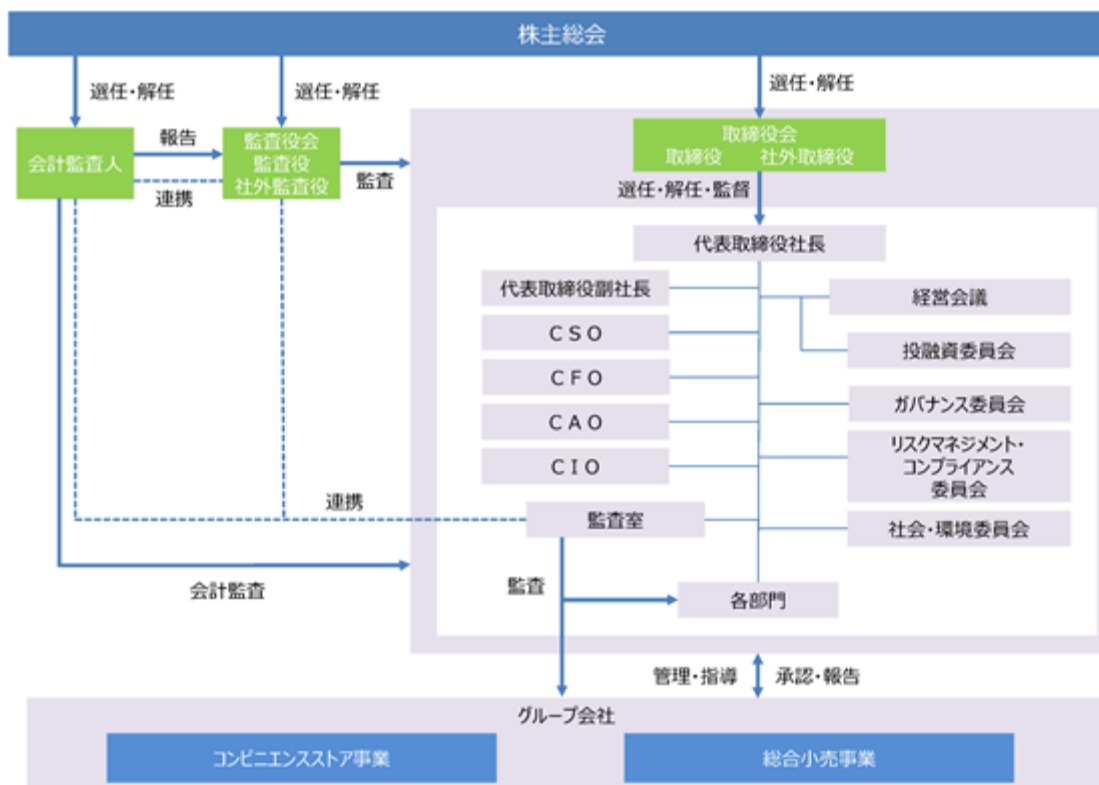 株主総会
選任・解任
選任・解任
選任・解任
会計監査人
報告
連携
監査役会
監査役
社外監査役
監査
取締役会
取締役 社外取締役
選任・解任・監督
代表取締役社長
代表取締役副社長
CSO
CFO
CAO
CIO
経営会議
投融資委員会
ガバナンス委員会
リスクマネジメント・
コンプライアンス
委員会
社会・環境委員会
連携
監査室
会計監査
監査
各部門
管理・指導
承認・報告
グループ会社
コンビニエンスストア事業
総合小売事業